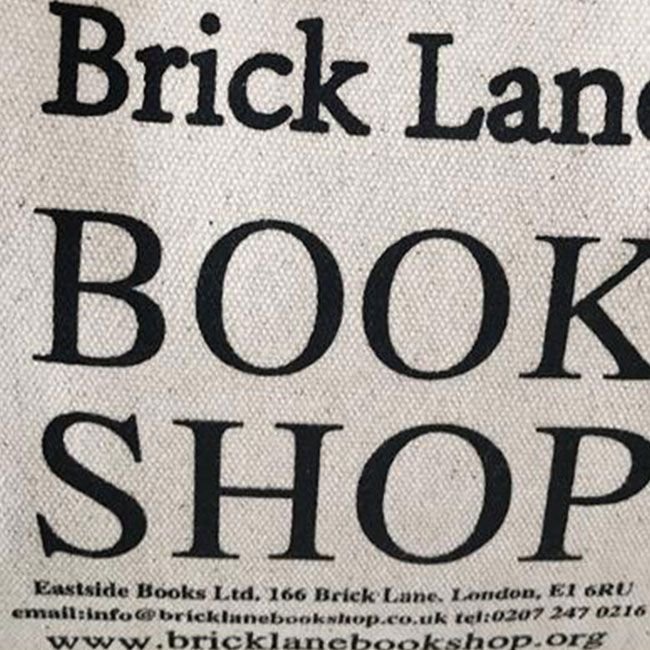 Brick Lane
BOOK
SHOP
Eastside Books Ltd. 166 Brick Lane. London, E1 6RU
email:info@bricklanebookshop.co.uk tel:0207 247 0216
www.bricklanebookshop.org